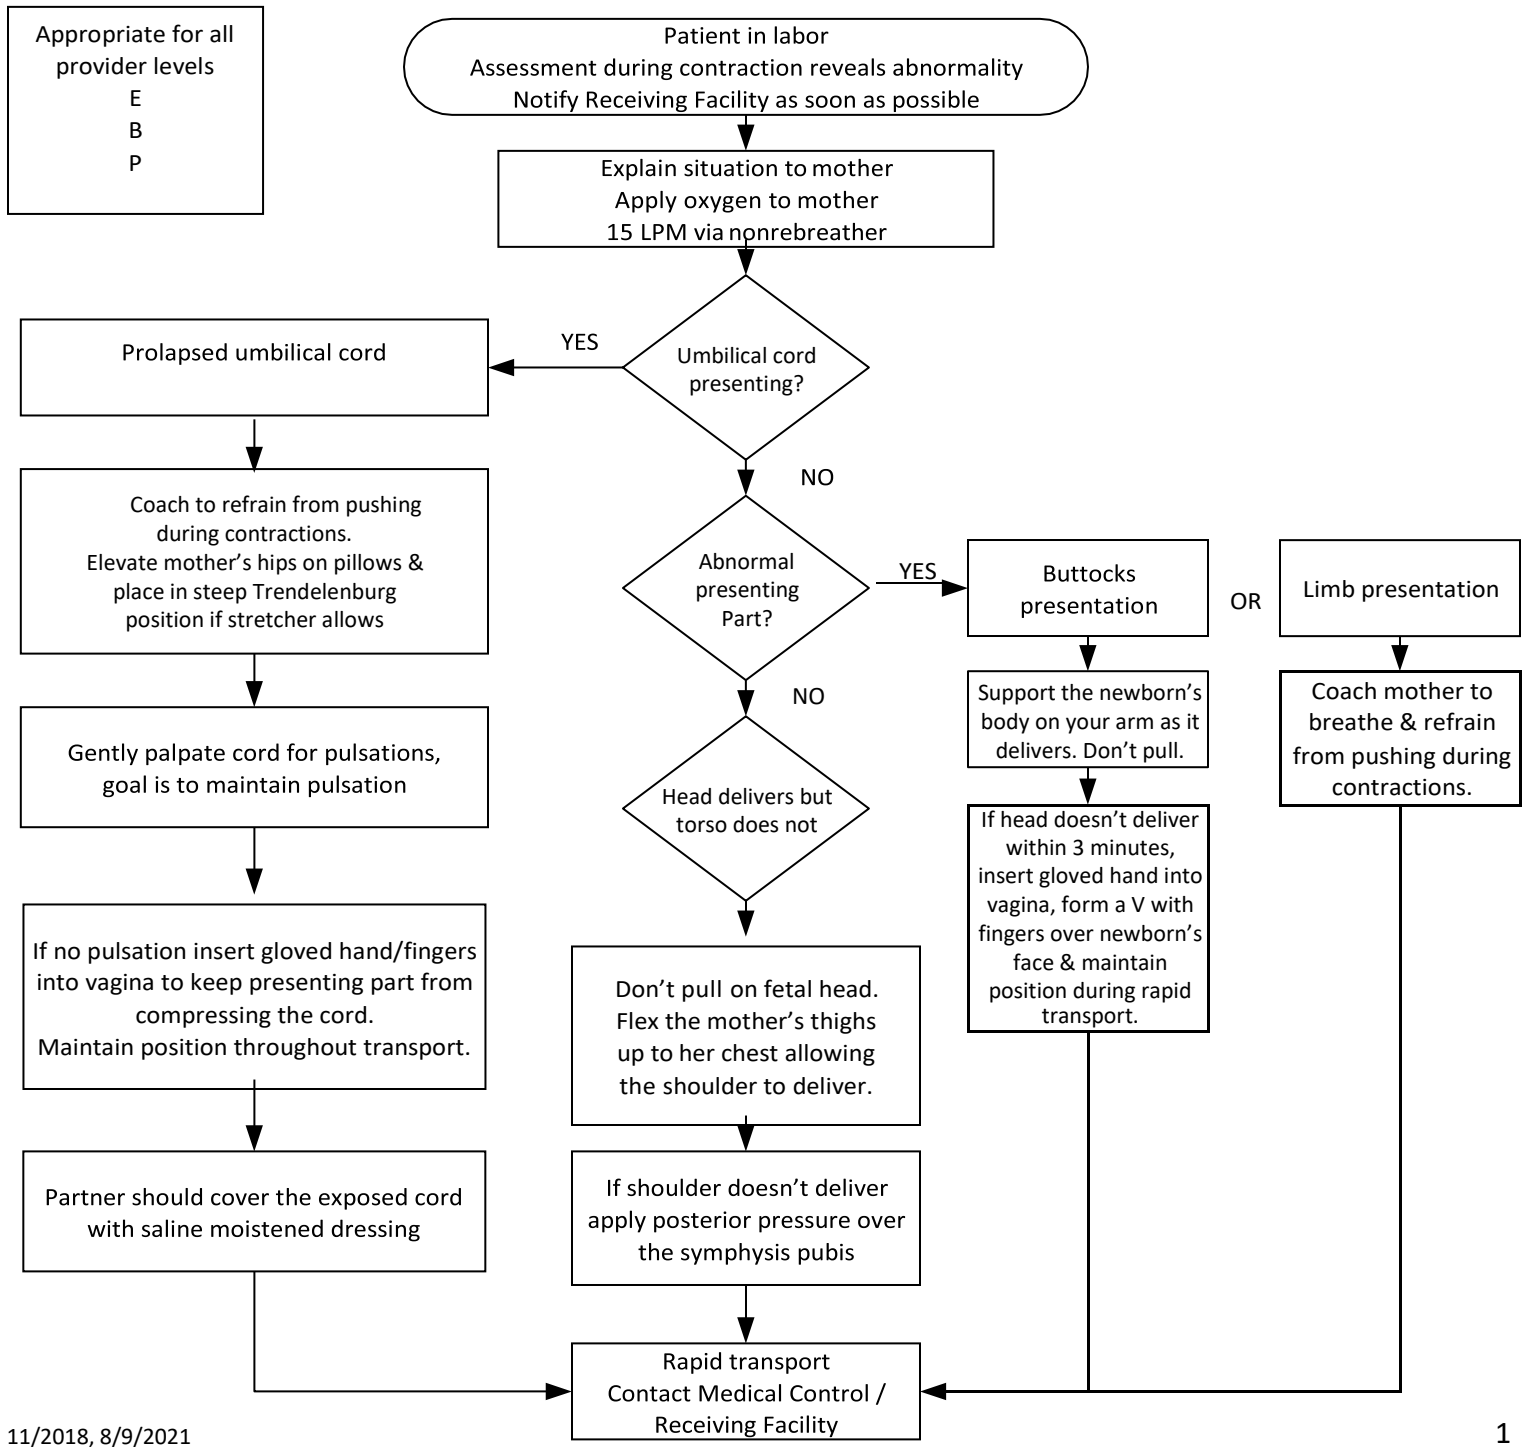 Appropriate for all
provider levels
E
B
P
Patient in labor
Assessment during contraction reveals abnormality
Notify Receiving Facility as soon as possible
Explain situation to mother
Apply oxygen to mother
15 LPM via nonrebreather
Umbilical cord
presenting?
YES
Prolapsed umbilical cord
Coach to refrain from pushing
during contractions.
Elevate mother’s hips on pillows &
place in steep Trendelenburg
position if stretcher allows
Gently palpate cord for pulsations,
goal is to maintain pulsation
If no pulsation insert gloved hand/fingers
into vagina to keep presenting part from
compressing the cord.
Maintain position throughout transport.
Partner should cover the exposed cord
with saline moistened dressing
NO
Abnormal
presenting
Part?
YES
Buttocks
presentation
OR
Limb presentation
Support the newborn’s
body on your arm as it
delivers. Don’t pull.
If head doesn’t deliver
within 3 minutes,
insert gloved hand into
vagina, form a V with
fingers over newborn’s
face & maintain
position during rapid
transport.
Coach mother to
breathe & refrain
from pushing during
contractions.
NO
Head delivers but
torso does not
Don’t pull on fetal head.
Flex the mother’s thighs
up to her chest allowing
the shoulder to deliver.
If shoulder doesn’t deliver
apply posterior pressure over
the symphysis pubis
Rapid transport
Contact Medical Control /
Receiving Facility
11/2018, 8/9/2021
1